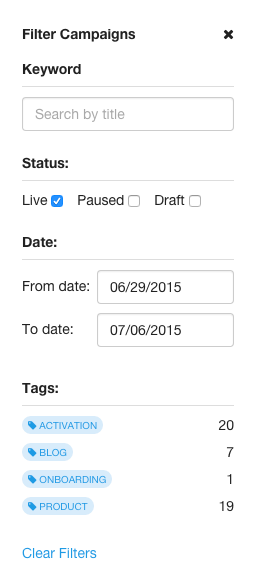 Filter Campaigns ✖
Keyword
Search by title
Status:
Live Paused Draft
Date:
From date: 06/29/2015
To date: 07/06/2015
Tags:
ACTIVATION 20
BLOG 7
ONBOARDING 1
PRODUCT 19
Clear Filters